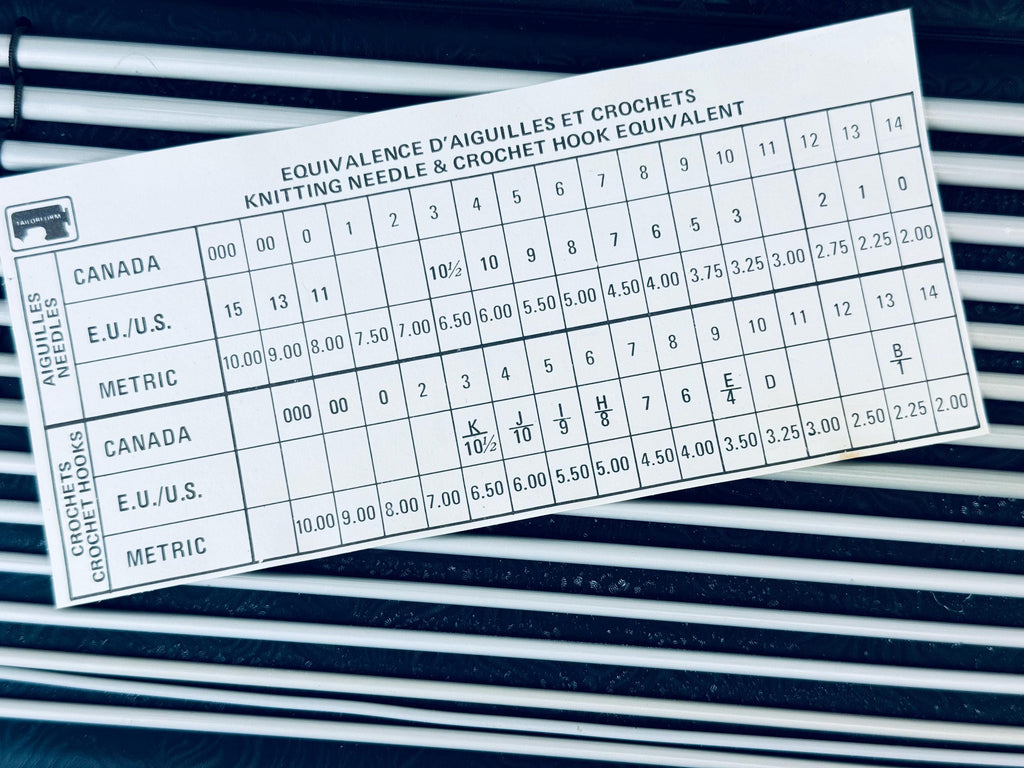 EQUIVALENCE D'AIGUILLES ET CROCHETS
KNITTING NEEDLE & CROCHET HOOK EQUIVALENT
AIGUILLES
NEEDLES
CANADA 000 00 0 1 2 3 4 5 6 7 8 9 10 11 12 13 14
E.U./U.S. 15 13 11 10½ 10 9 8 7 6 5 3 2 1 0
METRIC 10.00 9.00 8.00 7.50 7.00 6.50 6.00 5.50 5.00 4.50 4.00 3.75 3.25 3.00 2.75 2.25 2.00
CROCHETS
CROCHET HOOKS
CANADA 000 00 0 2 3 4 5 6 7 8 9 10 11 12 13 14
E.U./U.S. K/10½ J/10 I/9 H/8 7 6 E/4 D B/1
METRIC 10.00 9.00 8.00 7.00 6.50 6.00 5.50 5.00 4.50 4.00 3.50 3.25 3.00 2.50 2.25 2.00